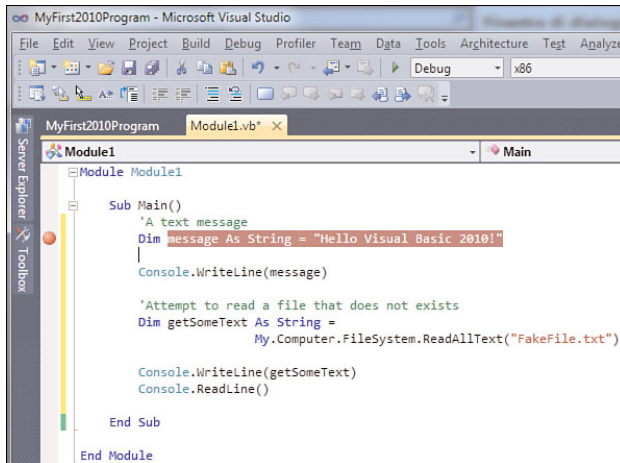 MyFirst2010Program - Microsoft Visual Studio
File Edit View Project Build Debug Profiler Team Data Tools Architecture Test Analyze
Debug x86
MyFirst2010Program Module1.vb*
Module1 Main
Server Explorer
Toolbox
Module Module1
Sub Main()
'A text message
Dim message As String = "Hello Visual Basic 2010!"
Console.WriteLine(message)
'Attempt to read a file that does not exists
Dim getSomeText As String =
My.Computer.FileSystem.ReadAllText("FakeFile.txt")
Console.WriteLine(getSomeText)
Console.ReadLine()
End Sub
End Module